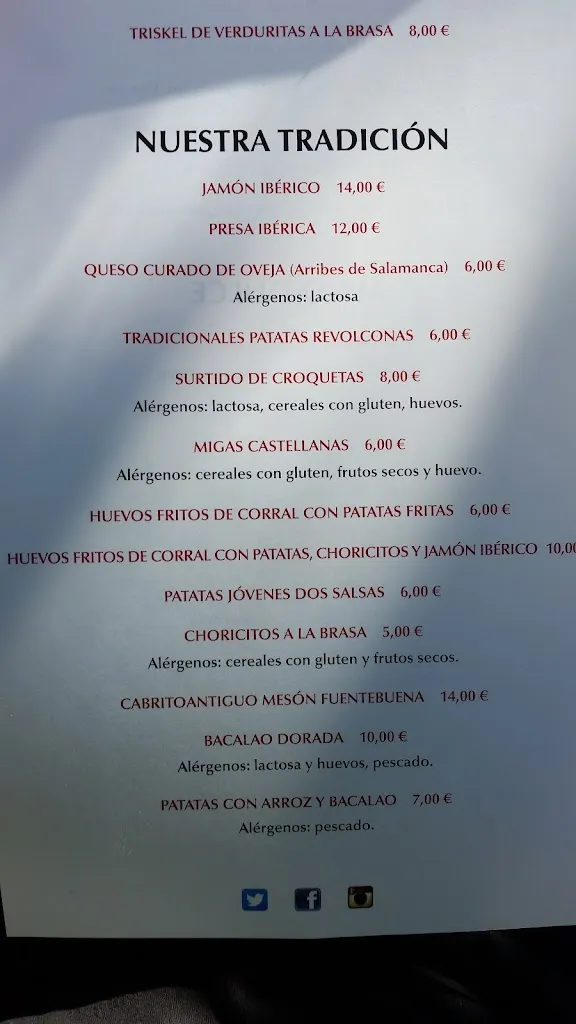 TRISKEL DE VERDURITAS A LA BRASA 8,00 €
NUESTRA TRADICIÓN
JAMÓN IBÉRICO 14,00 €
PRESA IBÉRICA 12,00 €
QUESO CURADO DE OVEJA (Arribes de Salamanca) 6,00 €
Alérgenos: lactosa
TRADICIONALES PATATAS REVOLCONAS 6,00 €
SURTIDO DE CROQUETAS 8,00 €
Alérgenos: lactosa, cereales con gluten, huevos.
MIGAS CASTELLANAS 6,00 €
Alérgenos: cereales con gluten, frutos secos y huevo.
HUEVOS FRITOS DE CORRAL CON PATATAS FRITAS 6,00 €
HUEVOS FRITOS DE CORRAL CON PATATAS, CHORICITOS Y JAMÓN IBÉRICO 10,00
PATATAS JÓVENES DOS SALSAS 6,00 €
CHORICITOS A LA BRASA 5,00 €
Alérgenos: cereales con gluten y frutos secos.
CABRITOANTIGUO MESÓN FUENTEBUENA 14,00 €
BACALAO DORADA 10,00 €
Alérgenos: lactosa y huevos, pescado.
PATATAS CON ARROZ Y BACALAO 7,00 €
Alérgenos: pescado.